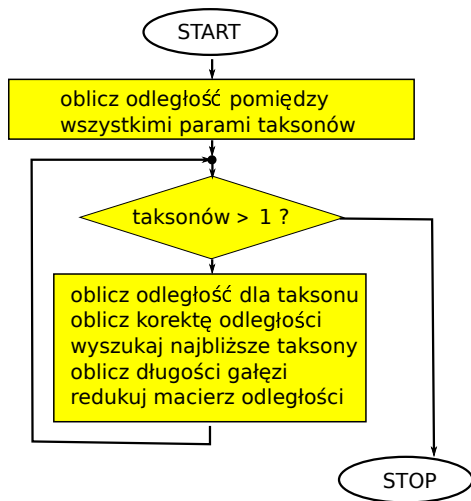 START
oblicz odległość pomiędzy
wszystkimi parami taksonów
taksonów > 1 ?
oblicz odległość dla taksonu
oblicz korektę odległości
wyszukaj najbliższe taksony
oblicz długości gałęzi
redukuj macierz odległości
STOP